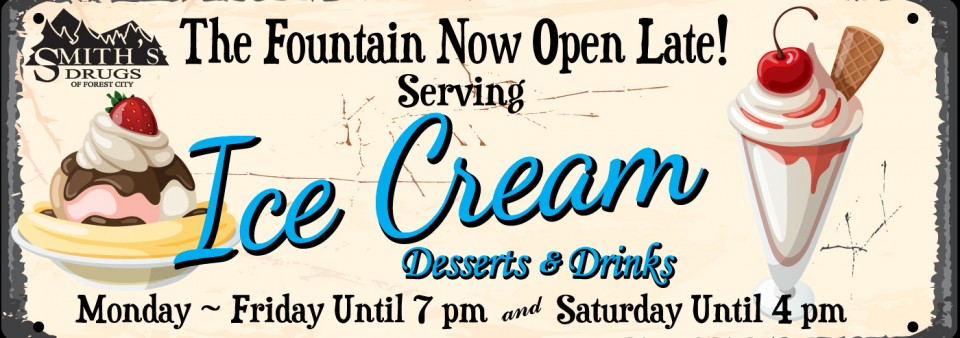 SMITH'S
DRUGS
OF FOREST CITY
The Fountain Now Open Late!
Serving
Ice Cream
Desserts & Drinks
Monday ~ Friday Until 7 pm and Saturday Until 4 pm